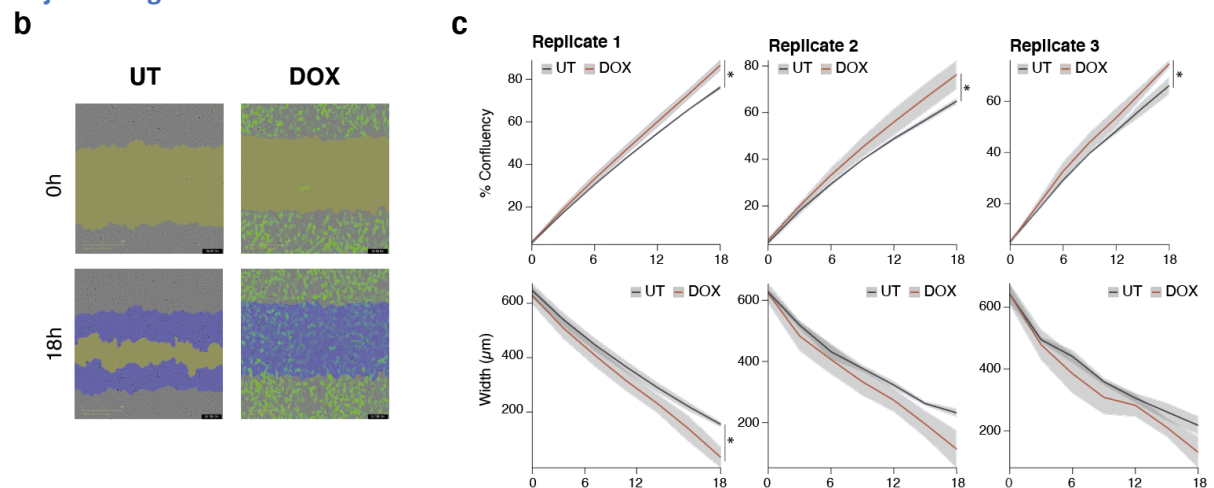 b
UT
DOX
0h
18h
c
Replicate 1
UT DOX
% Confluency
80
60
40
20
0 6 12 18
*
Replicate 2
UT DOX
80
60
40
20
0 6 12 18
*
Replicate 3
UT DOX
60
40
20
0 6 12 18
*
UT DOX
Width (µm)
600
400
200
0 6 12 18
*
UT DOX
600
400
200
0 6 12 18
UT DOX
600
400
200
0 6 12 18